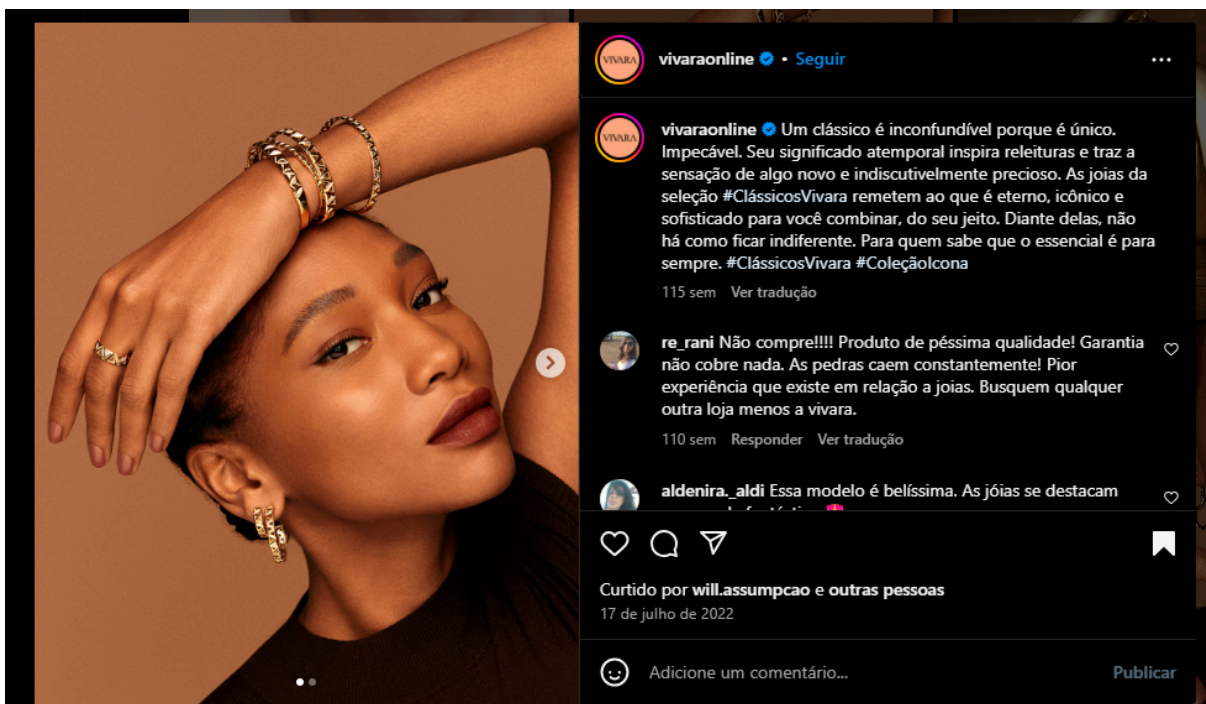 VIVARA
vivaraonline • Seguir
VIVARA
vivaraonline Um clássico é inconfundível porque é único.
Impecável. Seu significado atemporal inspira releituras e traz a
sensação de algo novo e indiscutivelmente precioso. As joias da
seleção #ClássicosVivara remetem ao que é eterno, icônico e
sofisticado para você combinar, do seu jeito. Diante delas, não
há como ficar indiferente. Para quem sabe que o essencial é para
sempre. #ClássicosVivara #ColeçãoIcona
115 sem Ver tradução
re_rani Não compre!!!! Produto de péssima qualidade! Garantia
não cobre nada. As pedras caem constantemente! Pior
experiência que existe em relação a joias. Busquem qualquer
outra loja menos a vivara.
110 sem Responder Ver tradução
aldenira._aldi Essa modelo é belíssima. As jóias se destacam
Curtido por will.assumpcao e outras pessoas
17 de julho de 2022
Adicione um comentário... Publicar